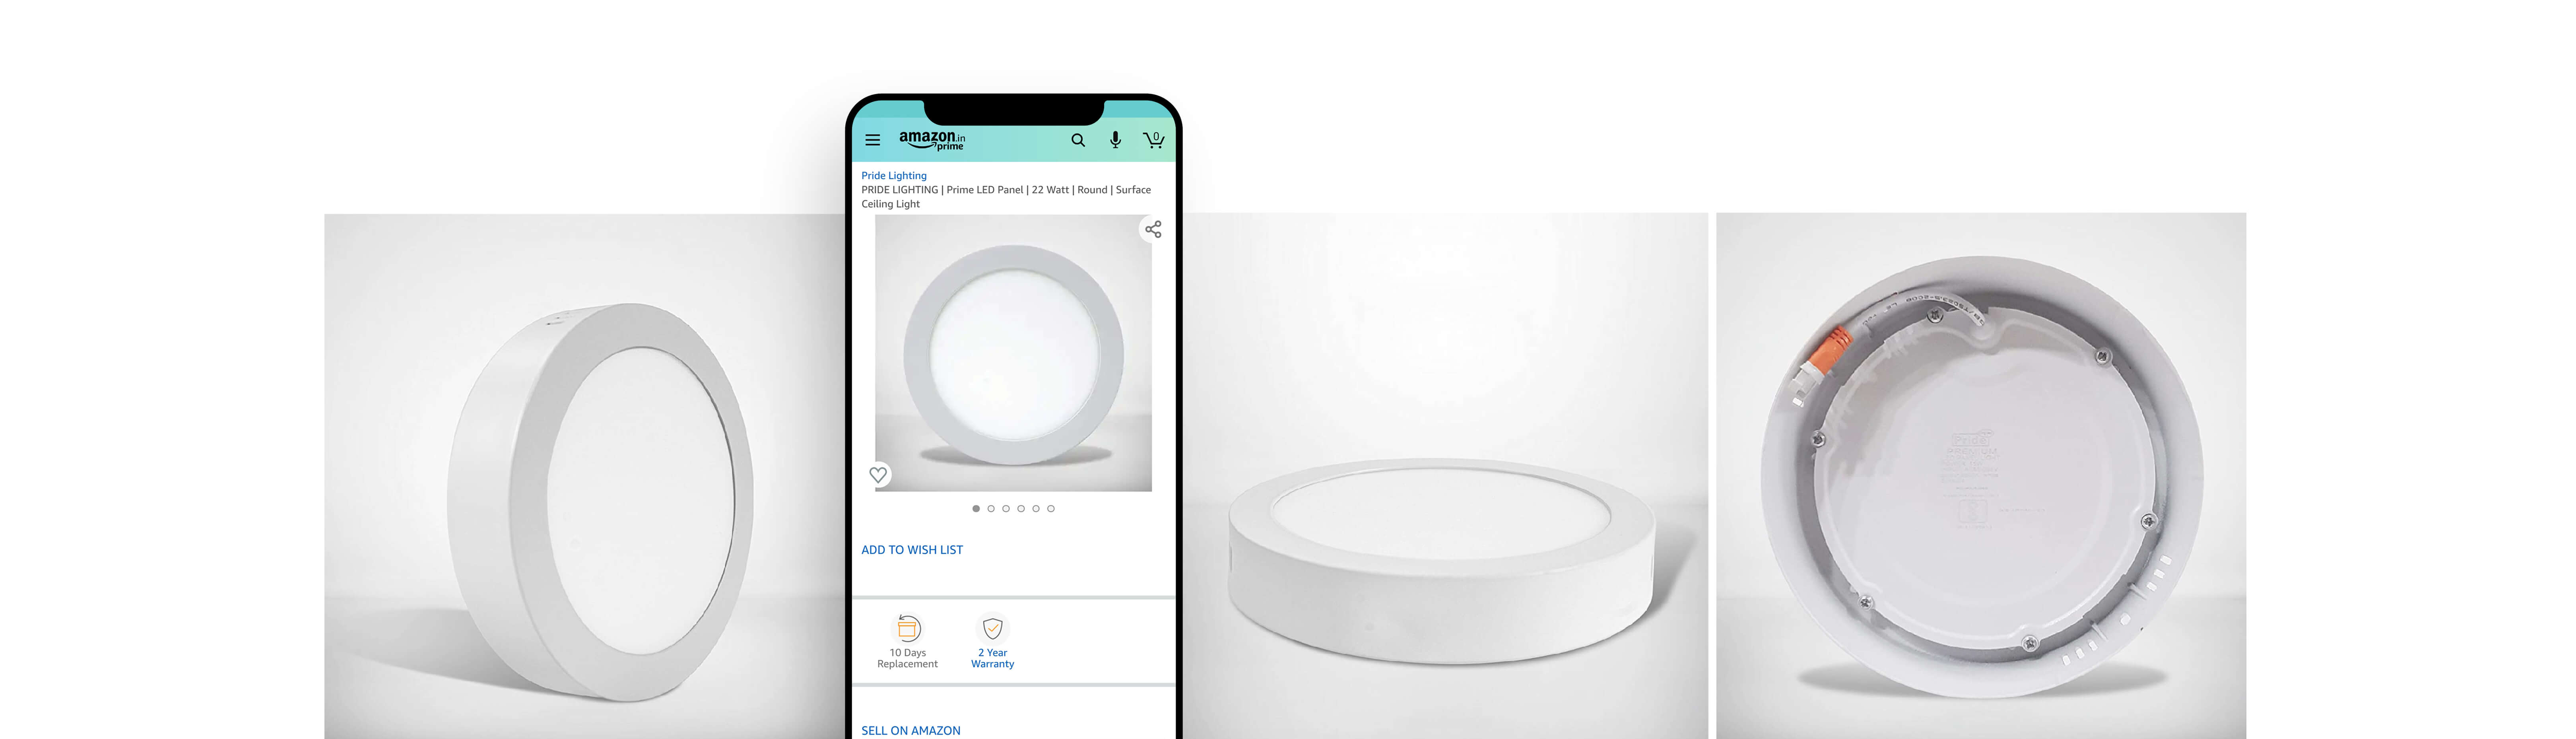 amazon.in
prime
0
Pride Lighting
PRIDE LIGHTING | Prime LED Panel | 22 Watt | Round | Surface
Ceiling Light
ADD TO WISH LIST
10 Days
Replacement
2 Year
Warranty
SELL ON AMAZON
Pride